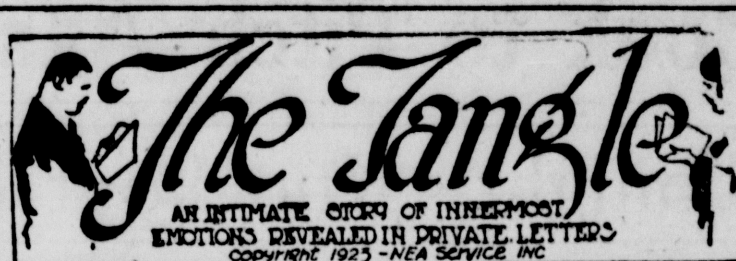 The Tangle
AN INTIMATE STORY OF INNERMOST
EMOTIONS REVEALED IN PRIVATE LETTERS
COPYRIGHT 1923 - NEA SERVICE INC